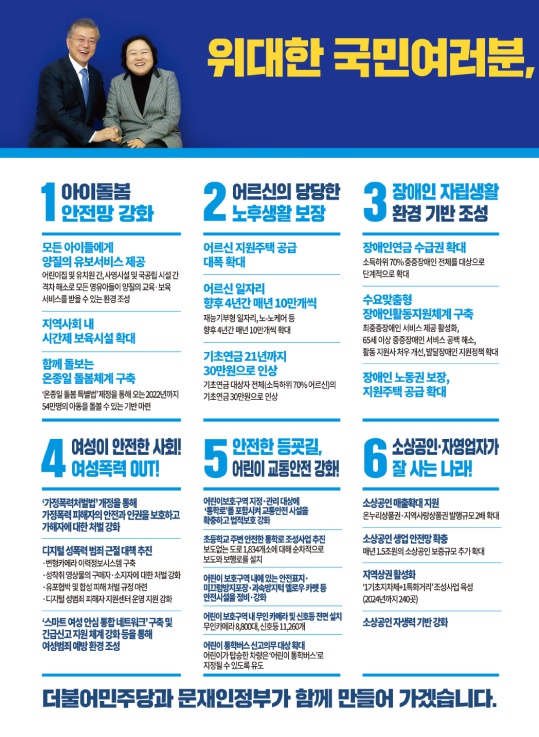 위대한 국민여러분,
1 아이돌봄
안전망 강화
모든 아이들에게
양질의 유보서비스 제공
어린이집 및 유치원 간, 사영시설 및 국공립 시설 간
격차 해소로 모든 영유아들이 양질의 교육·보육
서비스를 받을 수 있는 환경 조성
지역사회 내
시간제 보육시설 확대
함께 돌보는
온종일 돌봄체계 구축
'온종일 돌봄 특별법' 제정을 통해 오는 2022년까지
54만명의 아동을 돌볼 수 있는 기반 마련
2 어르신의 당당한
노후생활 보장
어르신 지원주택 공급
대폭 확대
어르신 일자리
향후 4년간 매년 10만개씩
재능기부형 일자리, 노·노케어 등
향후 4년간 매년 10만개씩 확대
기초연금 21년까지
30만원으로 인상
기초연금 대상자 전체(소득하위 70% 어르신)의
기초연금 30만원으로 인상
3 장애인 자립생활
환경 기반 조성
장애인연금 수급권 확대
소득하위 70% 중증장애인 전체를 대상으로
단계적으로 확대
수요맞춤형
장애인활동지원체계 구축
최중증장애인 서비스 제공 활성화,
65세 이상 중증장애인 서비스 공백 해소,
활동 지원사 처우 개선, 발달장애인 지원정책 확대
장애인 노동권 보장,
지원주택 공급 확대
4 여성이 안전한 사회!
여성폭력 OUT!
'가정폭력처벌법' 개정을 통해
가정폭력 피해자의 안전과 인권을 보호하고
가해자에 대한 처벌 강화
디지털 성폭력 범죄 근절 대책 추진
- 변형카메라 이력정보시스템 구축
- 성착취 영상물의 구매자·소지자에 대한 처벌 강화
- 유포협박 및 합성 피해 처벌 규정 마련
- 디지털 성범죄 피해자 지원센터 운영 지원 강화
'스마트 여성 안심 통합 네트워크' 구축 및
긴급신고 지원 체계 강화 등을 통해
여성범죄 예방 환경 조성
5 안전한 등굣길,
어린이 교통안전 강화!
어린이보호구역 지정·관리 대상에
'통학로'를 포함시켜 교통안전 시설을
확충하고 법적보호 강화
초등학교 주변 안전한 통학로 조성사업 추진
보도없는 도로 1,834개소에 대해 순차적으로
보도와 보행로를 설치
어린이 보호구역 내에 있는 안전표지·
미끄럼방지포장·과속방지턱 옐로우 카펫 등
안전시설을 정비·강화
어린이 보호구역 내 무인 카메라 및 신호등 전면 설치
무인카메라 8,800대, 신호등 11,260개
어린이 통학버스 신고의무 대상 확대
어린이가 탑승한 차량은 '어린이 통학버스'로
지정될 수 있도록 유도
6 소상공인·자영업자가
잘 사는 나라!
소상공인 매출확대 지원
온누리상품권·지역사랑상품권 발행규모 2배 확대
소상공인 생업 안전망 확충
매년 1.5조원의 소상공인 보증규모 추가 확대
지역상권 활성화
'1기초지자체+1특화거리' 조성사업 육성
(2024년까지 240곳)
소상공인 자생력 기반 강화
더불어민주당과 문재인정부가 함께 만들어 가겠습니다.